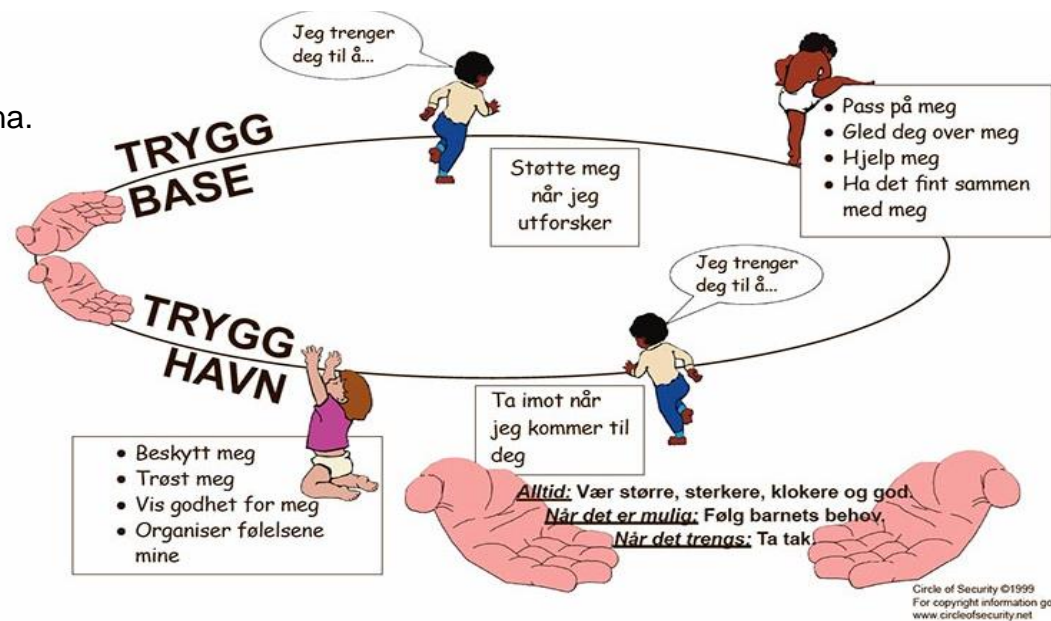 na.
TRYGG
BASE
Jeg trenger
deg til å...
Støtte meg
når jeg
utforsker
• Pass på meg
• Gled deg over meg
• Hjelp meg
• Ha det fint sammen
med meg
Jeg trenger
deg til å...
TRYGG
HAVN
Ta imot når
jeg kommer til
deg
• Beskytt meg
• Trøst meg
• Vis godhet for meg
• Organiser følelsene
mine
Alltid: Vær større, sterkere, klokere og god.
Når det er mulig: Følg barnets behov.
Når det trengs: Ta tak.
Circle of Security ©1999
For copyright information go
www.circleofsecurity.net